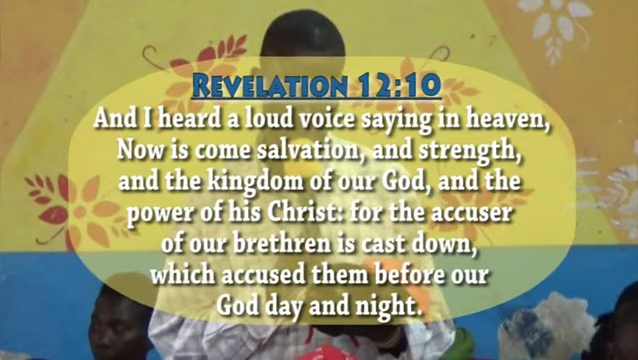 Revelation 12:10
And I heard a loud voice saying in heaven,
Now is come salvation, and strength,
and the kingdom of our God, and the
power of his Christ: for the accuser
of our brethren is cast down,
which accused them before our
God day and night.